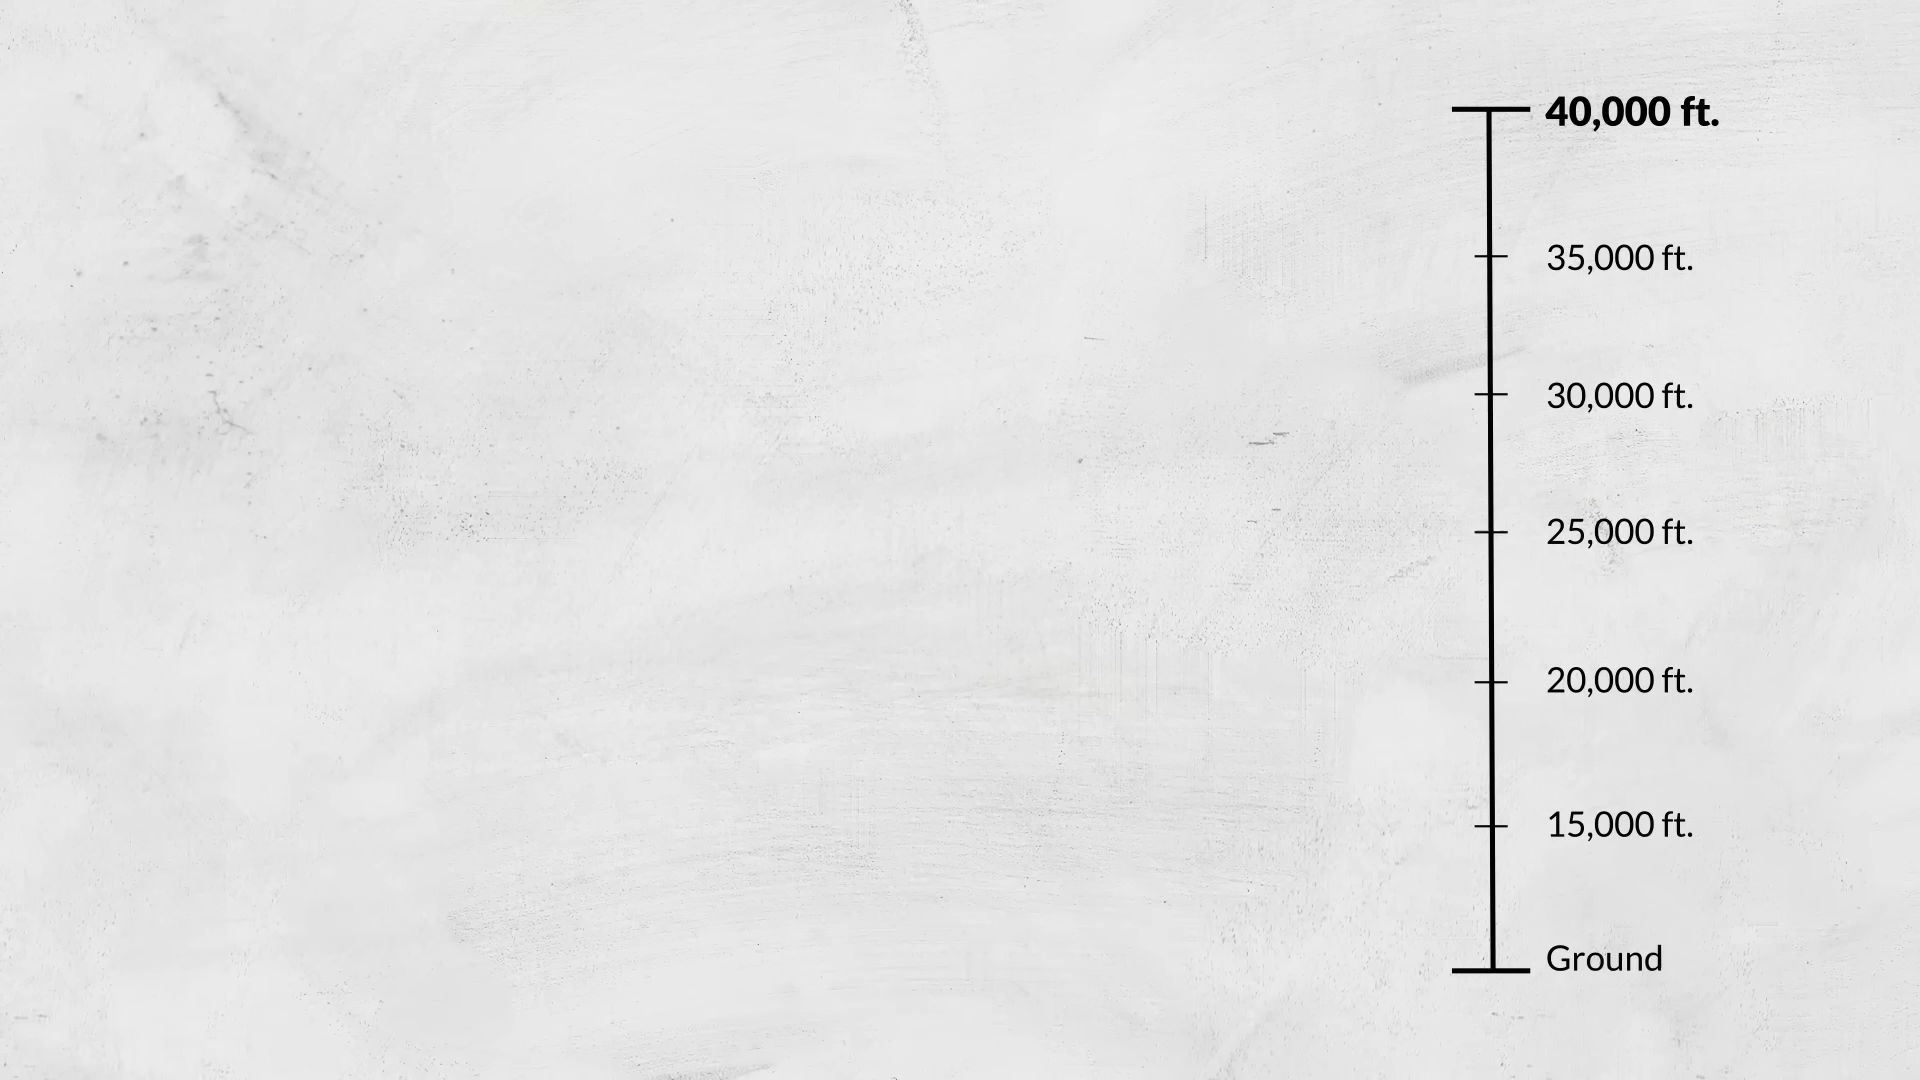 40,000 ft.
35,000 ft.
30,000 ft.
25,000 ft.
20,000 ft.
15,000 ft.
Ground